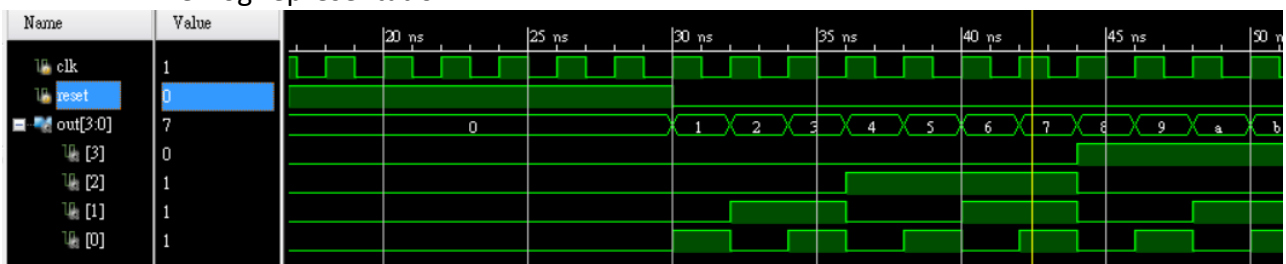 Name Value
20 ns 25 ns 30 ns 35 ns 40 ns 45 ns 50 n
clk 1
reset 0
out[3:0] 7 0 1 2 3 4 5 6 7 8 9 a b
[3] 0
[2] 1
[1] 1
[0] 1